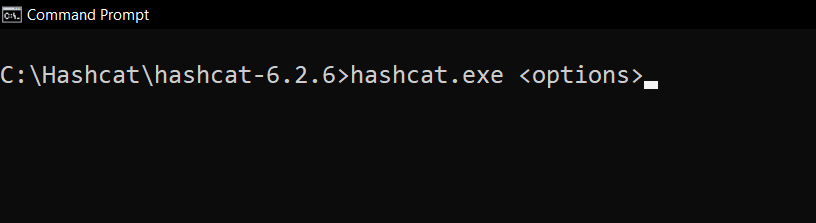 Command Prompt
C:\Hashcat\hashcat-6.2.6>hashcat.exe <options>